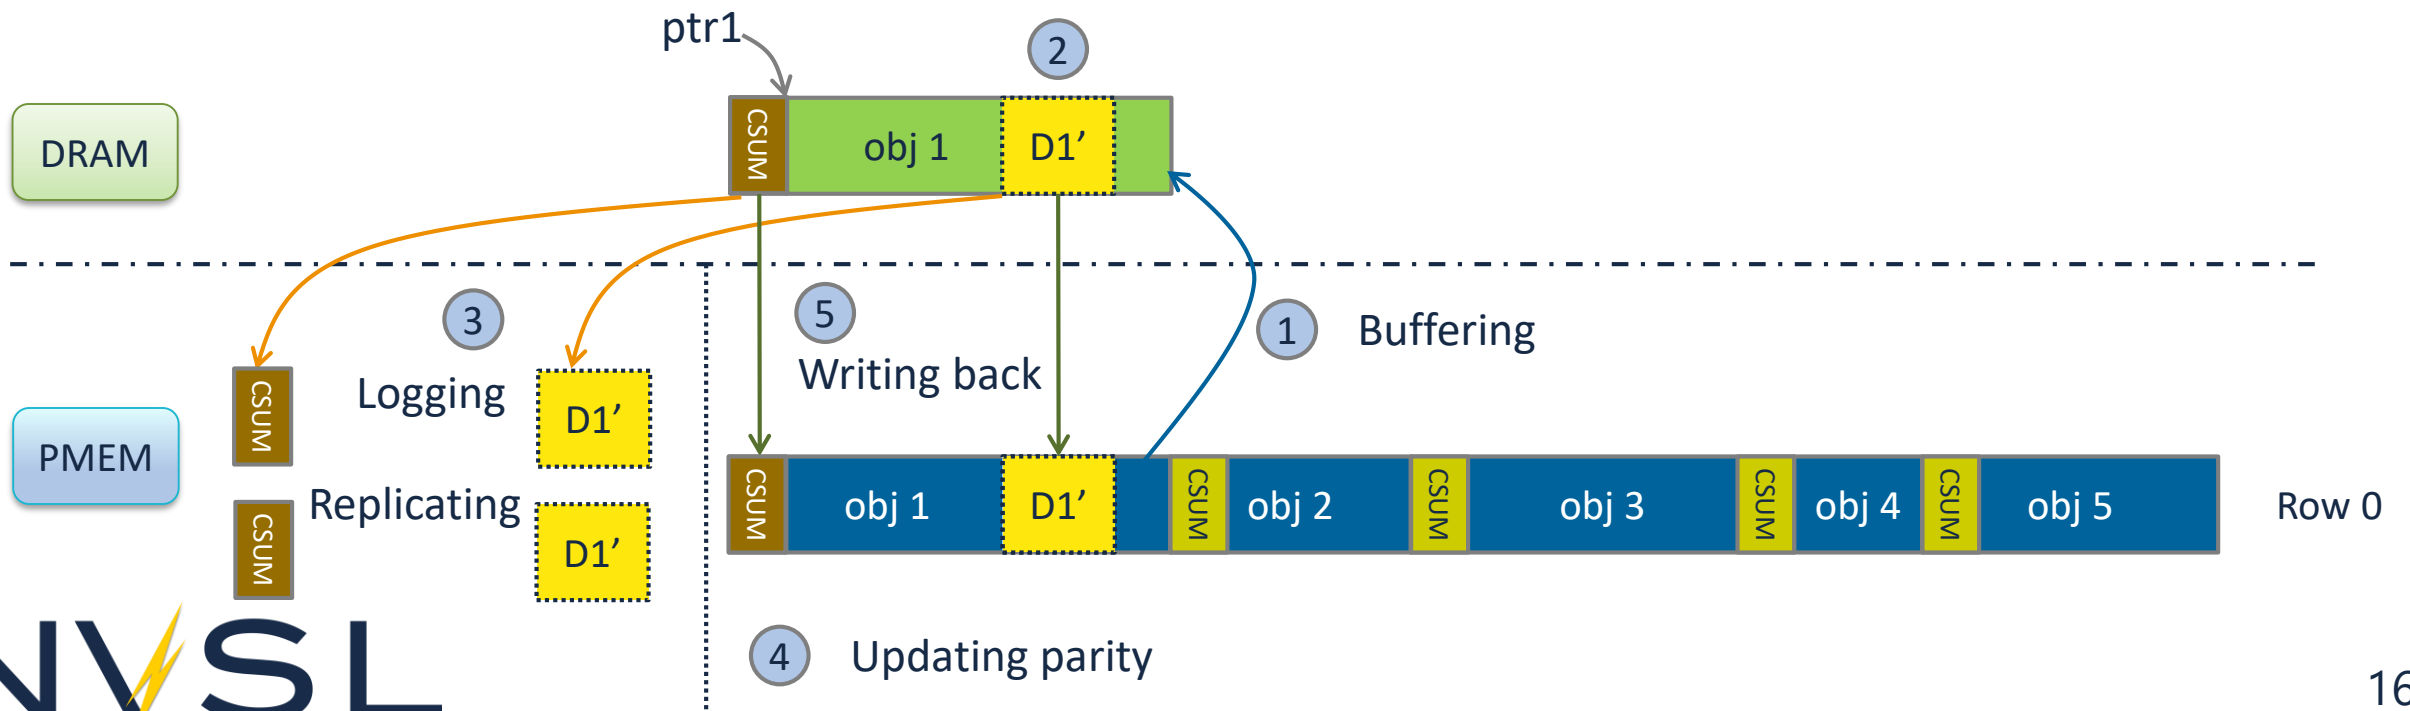 ptr1
2
DRAM
CSUM
obj 1
D1’
3
5
1
Buffering
Writing back
CSUM
Logging
D1’
PMEM
CSUM
obj 1
D1’
CSUM
obj 2
CSUM
obj 3
CSUM
obj 4
CSUM
obj 5
Row 0
CSUM
Replicating
D1’
4
Updating parity
NVSL
16